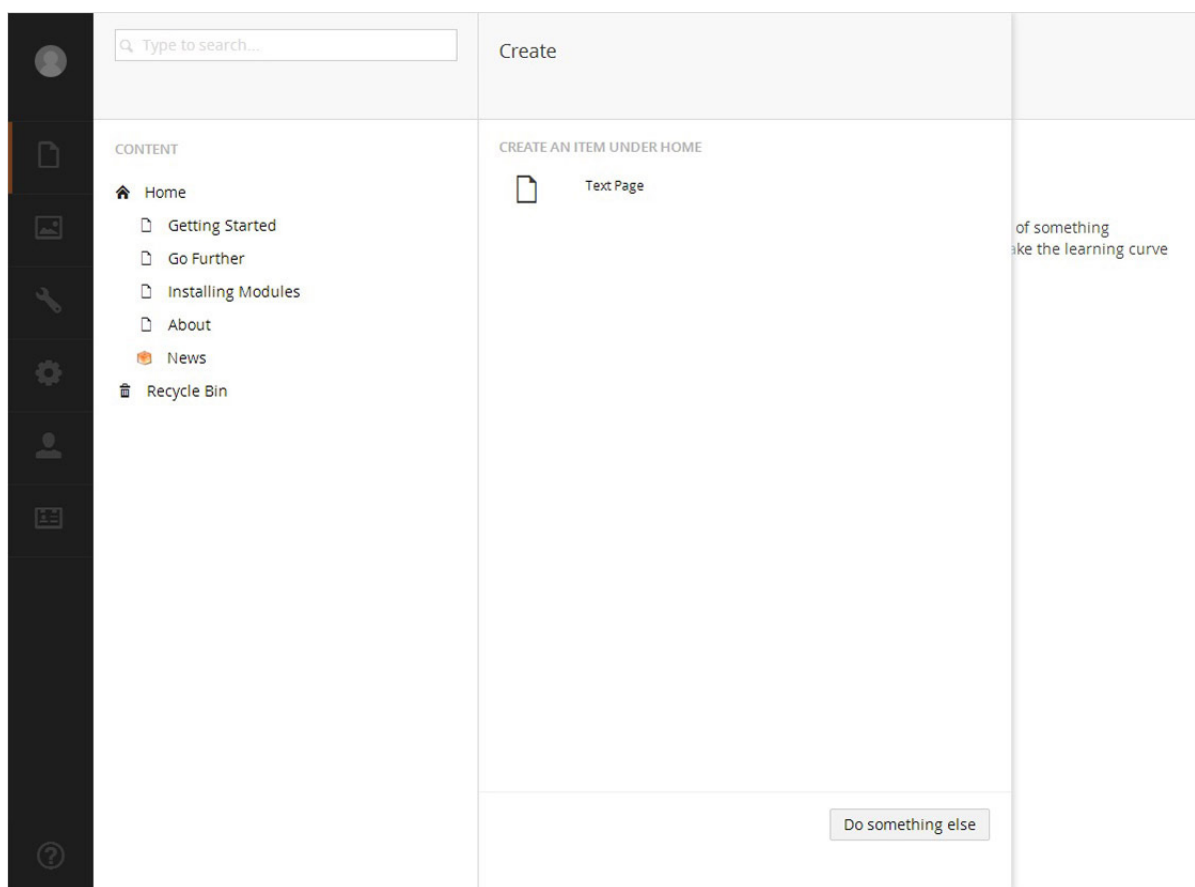 Type to search...
Create
CONTENT
Home
Getting Started
Go Further
Installing Modules
About
News
Recycle Bin
CREATE AN ITEM UNDER HOME
Text Page
of something
the learning curve
Do something else